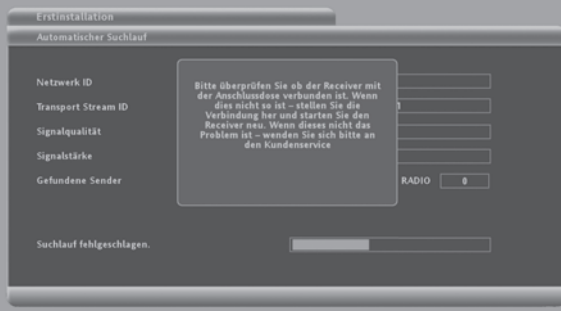 Erstinstallation
Automatischer Suchlauf
Netzwerk ID
Transport Stream ID
Signalqualität
Signalstärke
Gefundene Sender
RADIO 0
Bitte überprüfen Sie ob der Receiver mit
der Anschlussdose verbunden ist. Wenn
dies nicht so ist – stellen Sie die
Verbindung her und starten Sie den
Receiver neu. Wenn dieses nicht das
Problem ist – wenden Sie sich bitte an
den Kundenservice
Suchlauf fehlgeschlagen.